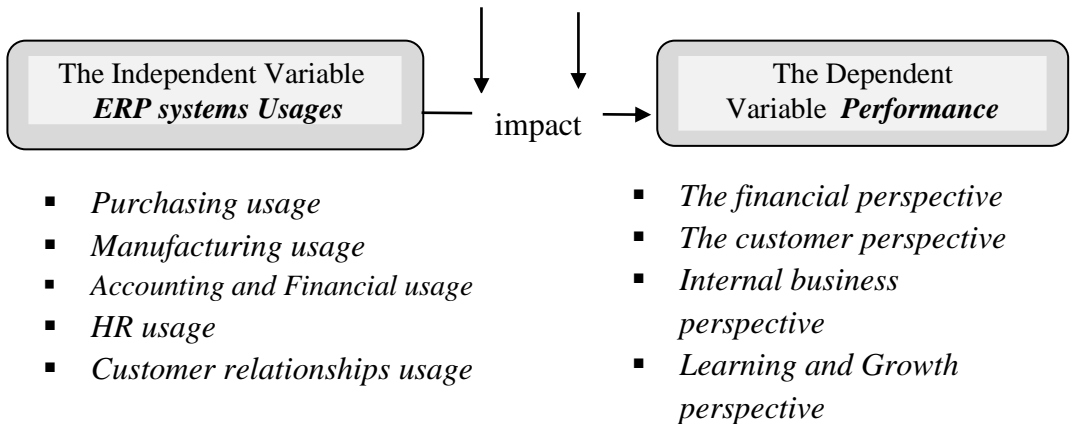 The Independent Variable
ERP systems Usages
impact
The Dependent
Variable Performance
▪ Purchasing usage
▪ Manufacturing usage
▪ Accounting and Financial usage
▪ HR usage
▪ Customer relationships usage
▪ The financial perspective
▪ The customer perspective
▪ Internal business
perspective
▪ Learning and Growth
perspective